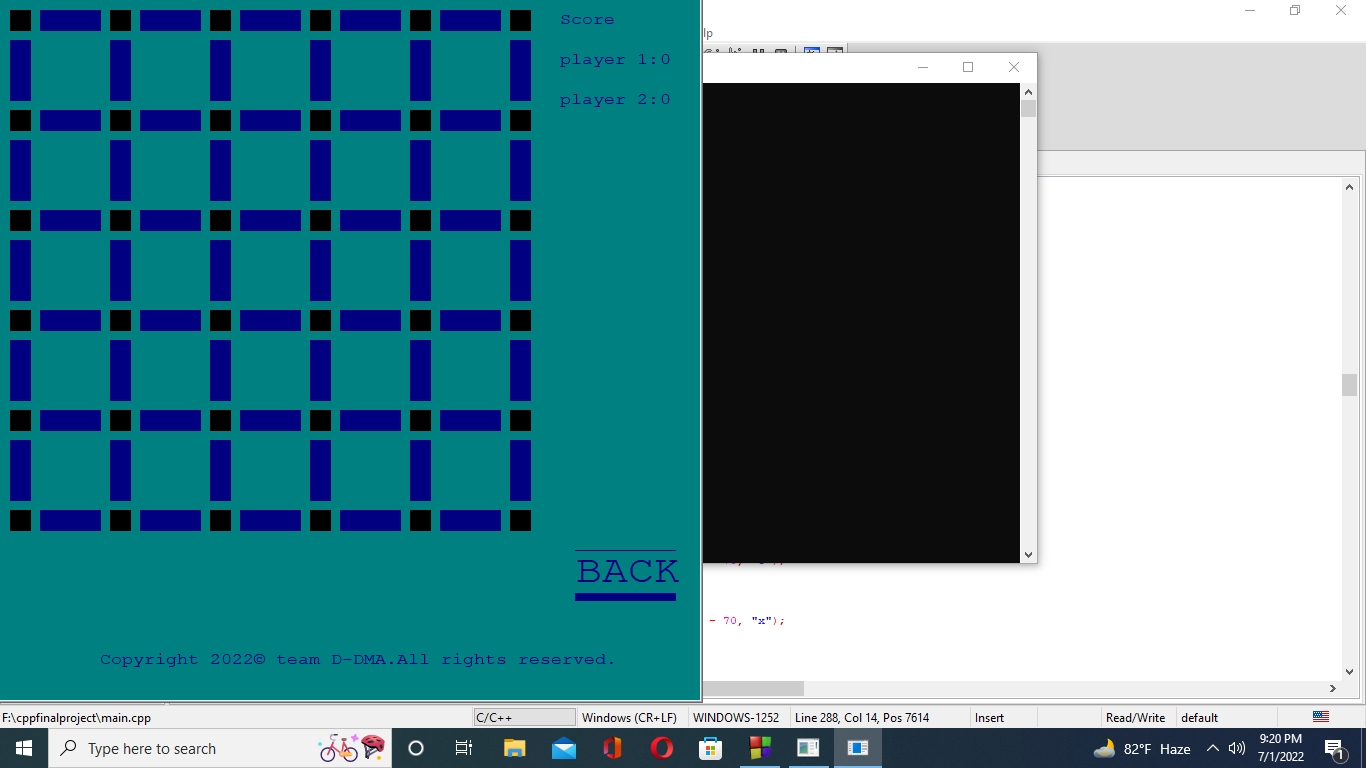 Score
player 1:0
player 2:0
BACK
Copyright 2022© team D-DMA.All rights reserved.
lp
- 70, "x");
F:\cppfinalproject\main.cpp
C/C++
Windows (CR+LF)
WINDOWS-1252
Line 288, Col 14, Pos 7614
Insert
Read/Write
default
Type here to search
82°F Haze
9:20 PM
7/1/2022
1